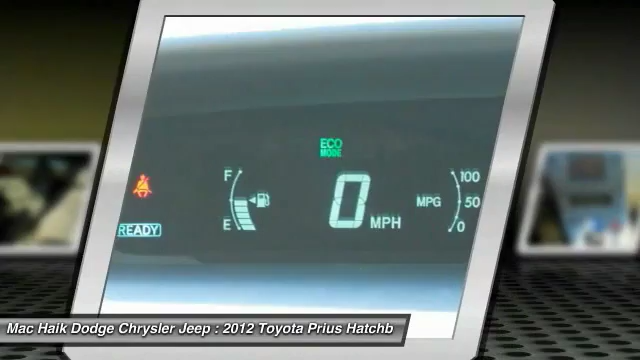 ECO
MODE
F
100
0
MPH
MPG
50
READY
E
0
Mac Haik Dodge Chrysler Jeep : 2012 Toyota Prius Hatchb